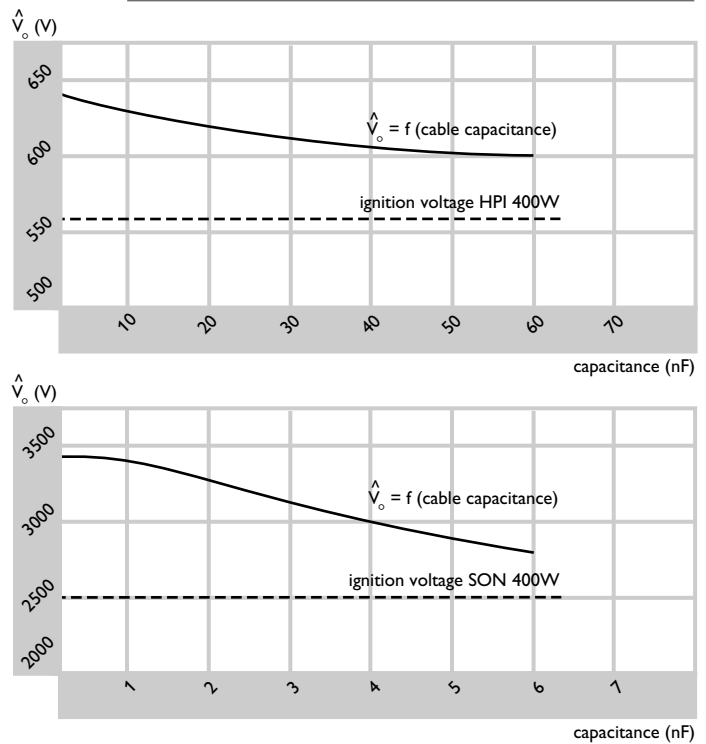 V̂ₒ (V)
650
600
550
500
V̂ₒ = f (cable capacitance)
ignition voltage HPI 400W
10 20 30 40 50 60 70
capacitance (nF)
V̂ₒ (V)
3500
3000
2500
2000
V̂ₒ = f (cable capacitance)
ignition voltage SON 400W
1 2 3 4 5 6 7
capacitance (nF)